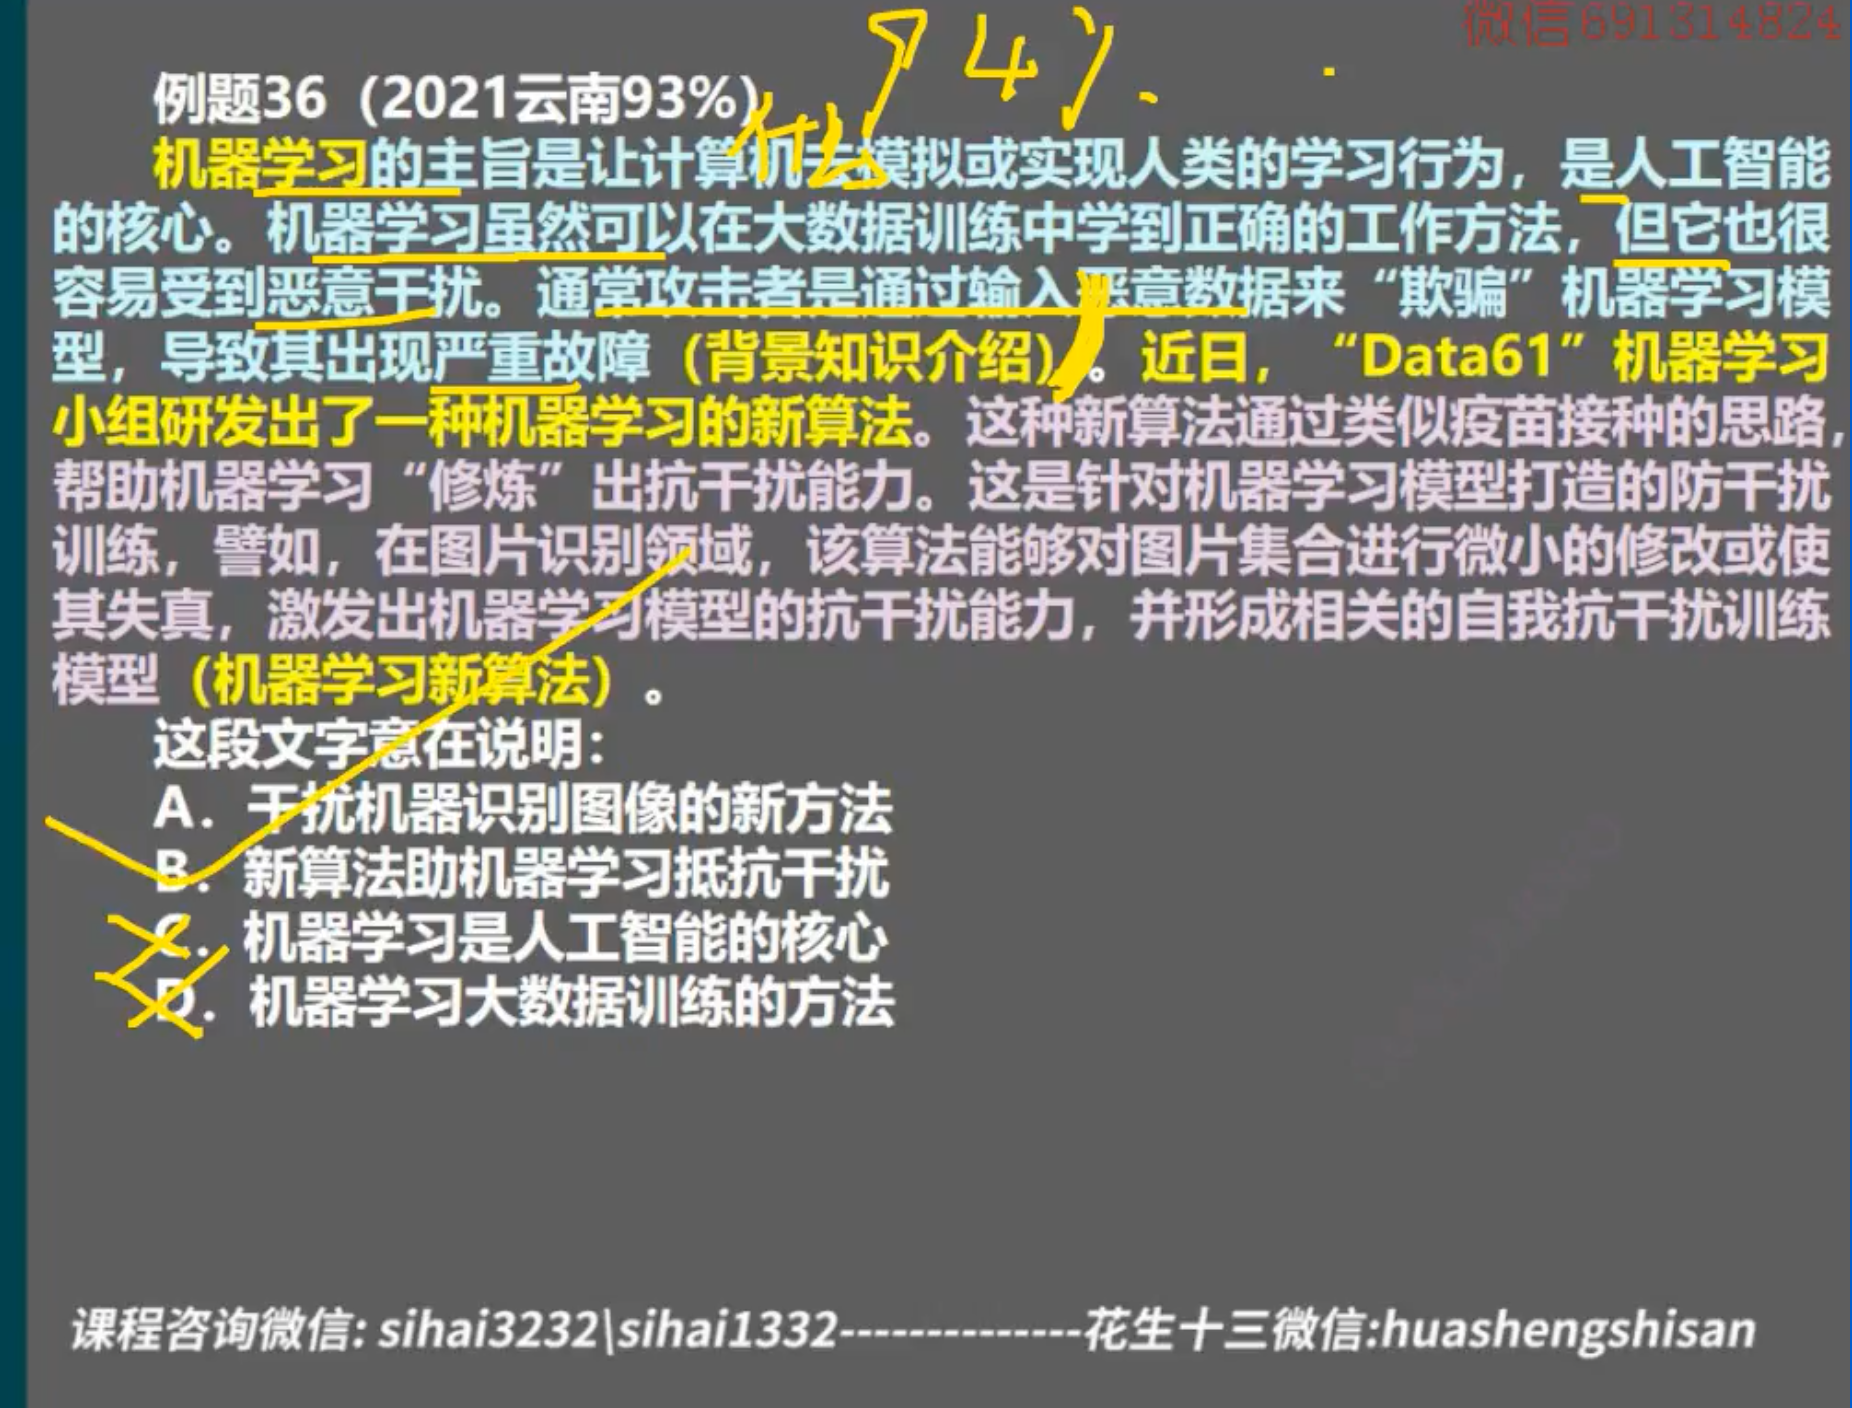 微信691314824
例题36（2021云南93%）
机器学习的主旨是让计算机去模拟或实现人类的学习行为，是人工智能
的核心。机器学习虽然可以在大数据训练中学到正确的工作方法，但它也很
容易受到恶意干扰。通常攻击者是通过输入恶意数据来“欺骗”机器学习模
型，导致其出现严重故障（背景知识介绍）。近日，“Data61”机器学习
小组研发出了一种机器学习的新算法。这种新算法通过类似疫苗接种的思路，
帮助机器学习“修炼”出抗干扰能力。这是针对机器学习模型打造的防干扰
训练，譬如，在图片识别领域，该算法能够对图片集合进行微小的修改或使
其失真，激发出机器学习模型的抗干扰能力，并形成相关的自我抗干扰训练
模型（机器学习新算法）。
这段文字意在说明：
A．干扰机器识别图像的新方法
B．新算法助机器学习抵抗干扰
C．机器学习是人工智能的核心
D．机器学习大数据训练的方法
课程咨询微信: sihai3232\sihai1332--------------花生十三微信:huashengshisan